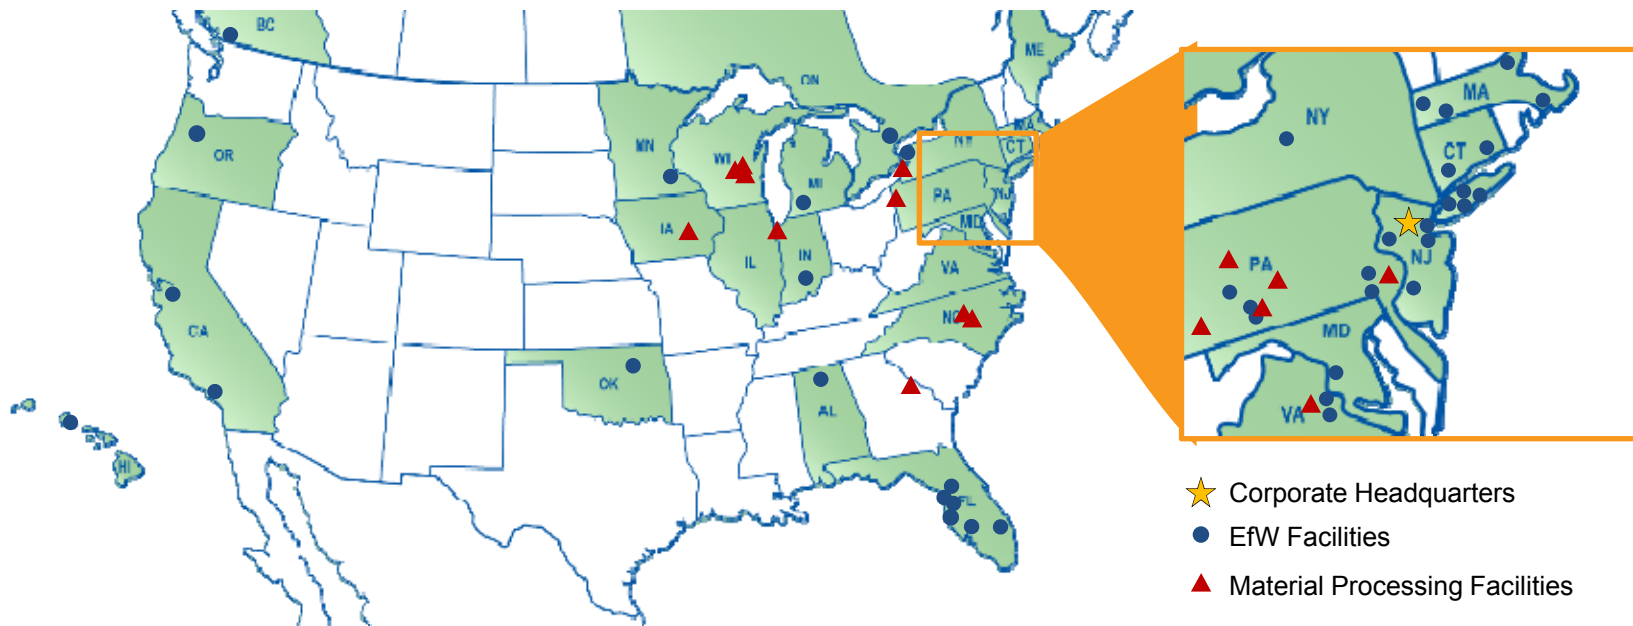 BC
ME
ON
MA
NY
CT
OR
MN
WI
MI
PA
NJ
MD
IA
IL
IN
VA
CA
NC
OK
AL
HI
FL
MA
NY
CT
PA
NJ
MD
VA
Corporate Headquarters
EfW Facilities
Material Processing Facilities